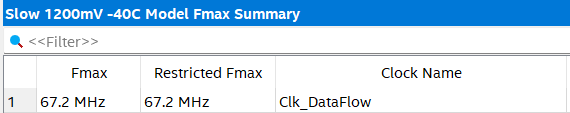 Slow 1200mV -40C Model Fmax Summary
<<Filter>>
Fmax Restricted Fmax Clock Name
1 67.2 MHz 67.2 MHz Clk_DataFlow